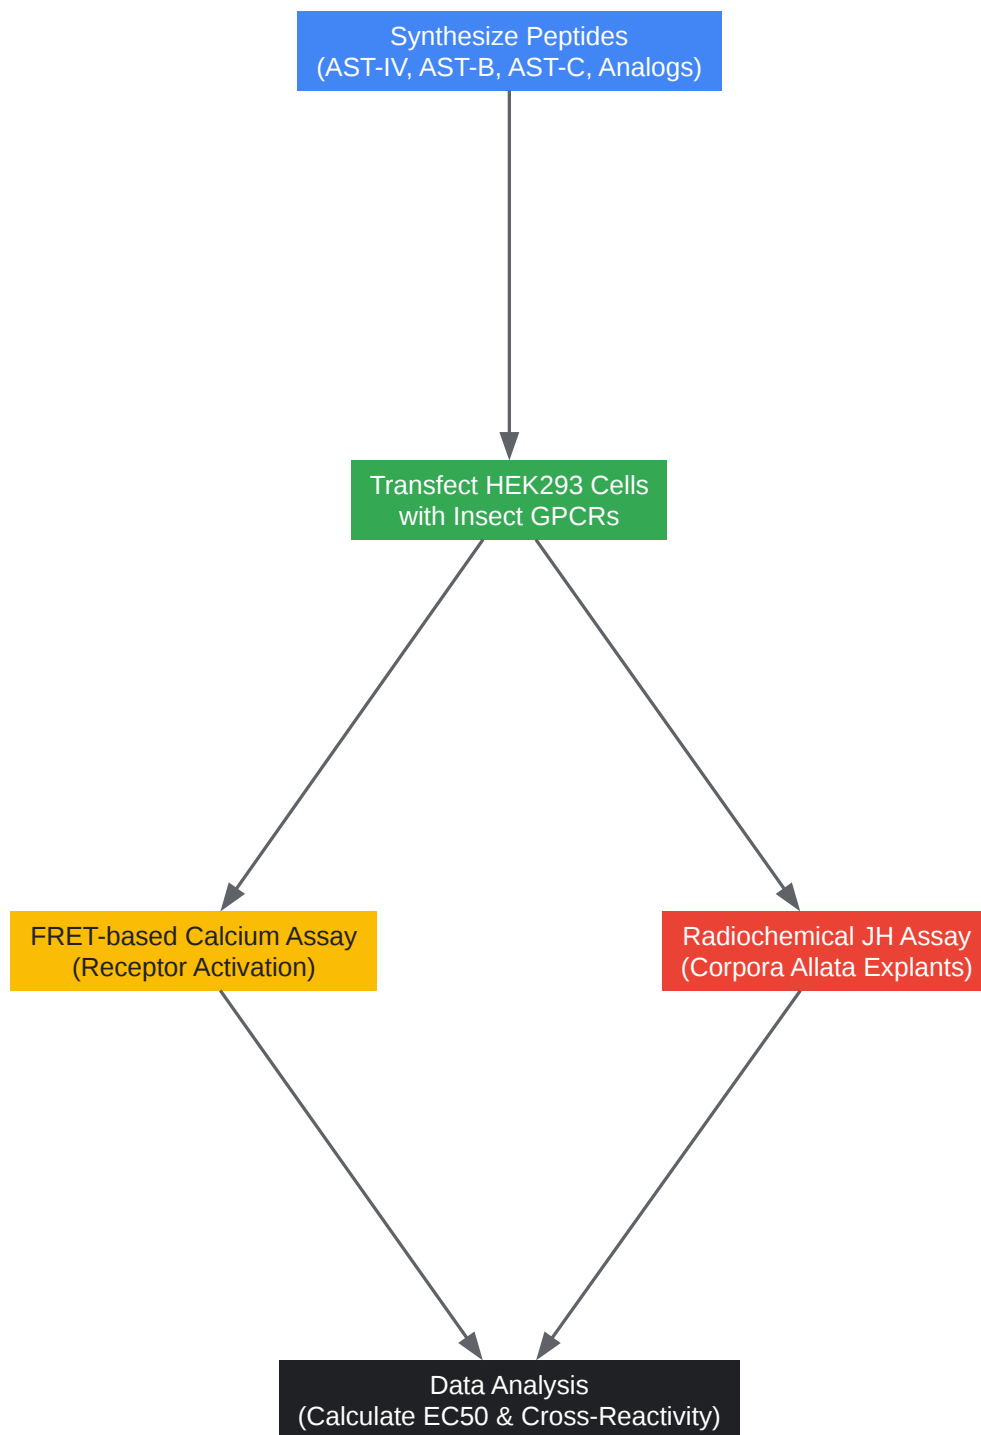 Synthesize Peptides
(AST-IV, AST-B, AST-C, Analogs)
Transfect HEK293 Cells
with Insect GPCRs
FRET-based Calcium Assay
(Receptor Activation)
Radiochemical JH Assay
(Corpora Allata Explants)
Data Analysis
(Calculate EC50 & Cross-Reactivity)